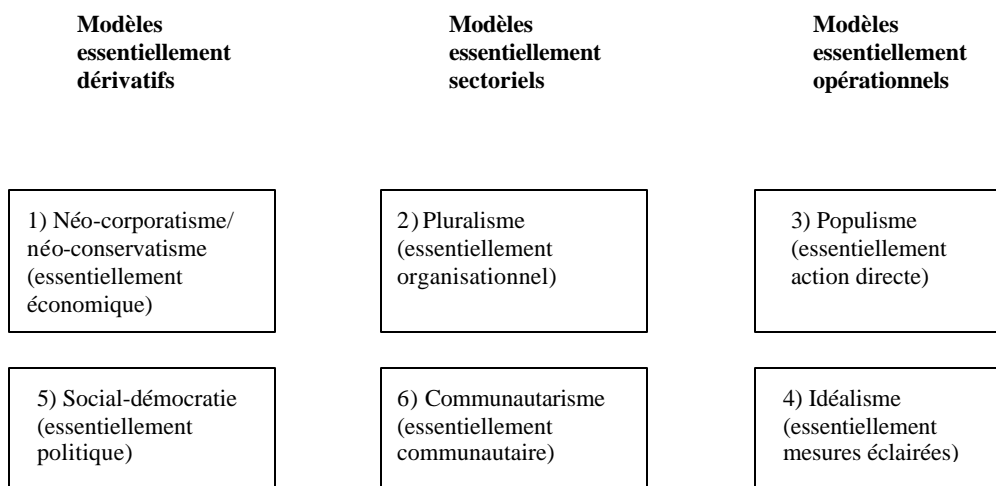 Modèles
essentiellement
dérivatifs
Modèles
essentiellement
sectoriels
Modèles
essentiellement
opérationnels
1) Néo-corporatisme/
néo-conservatisme
(essentiellement
économique)
2) Pluralisme
(essentiellement
organisationnel)
3) Populisme
(essentiellement
action directe)
5) Social-démocratie
(essentiellement
politique)
6) Communautarisme
(essentiellement
communautaire)
4) Idéalisme
(essentiellement
mesures éclairées)